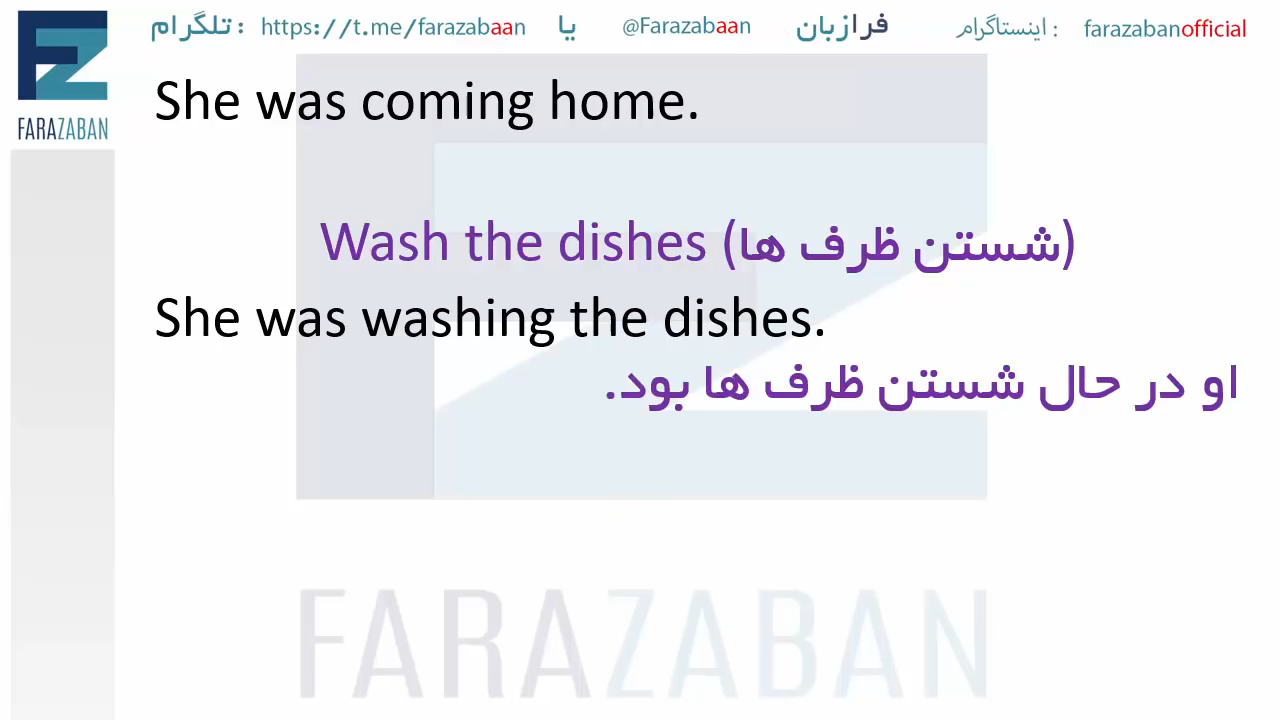 تلگرام : https://t.me/farazabaan یا @Farazabaan فرازبان اینستاگرام : farazabanofficial
FZ
FARAZABAN
She was coming home.
Wash the dishes (شستن ظرف ها)
She was washing the dishes.
او در حال شستن ظرف ها بود.
FARAZABAN